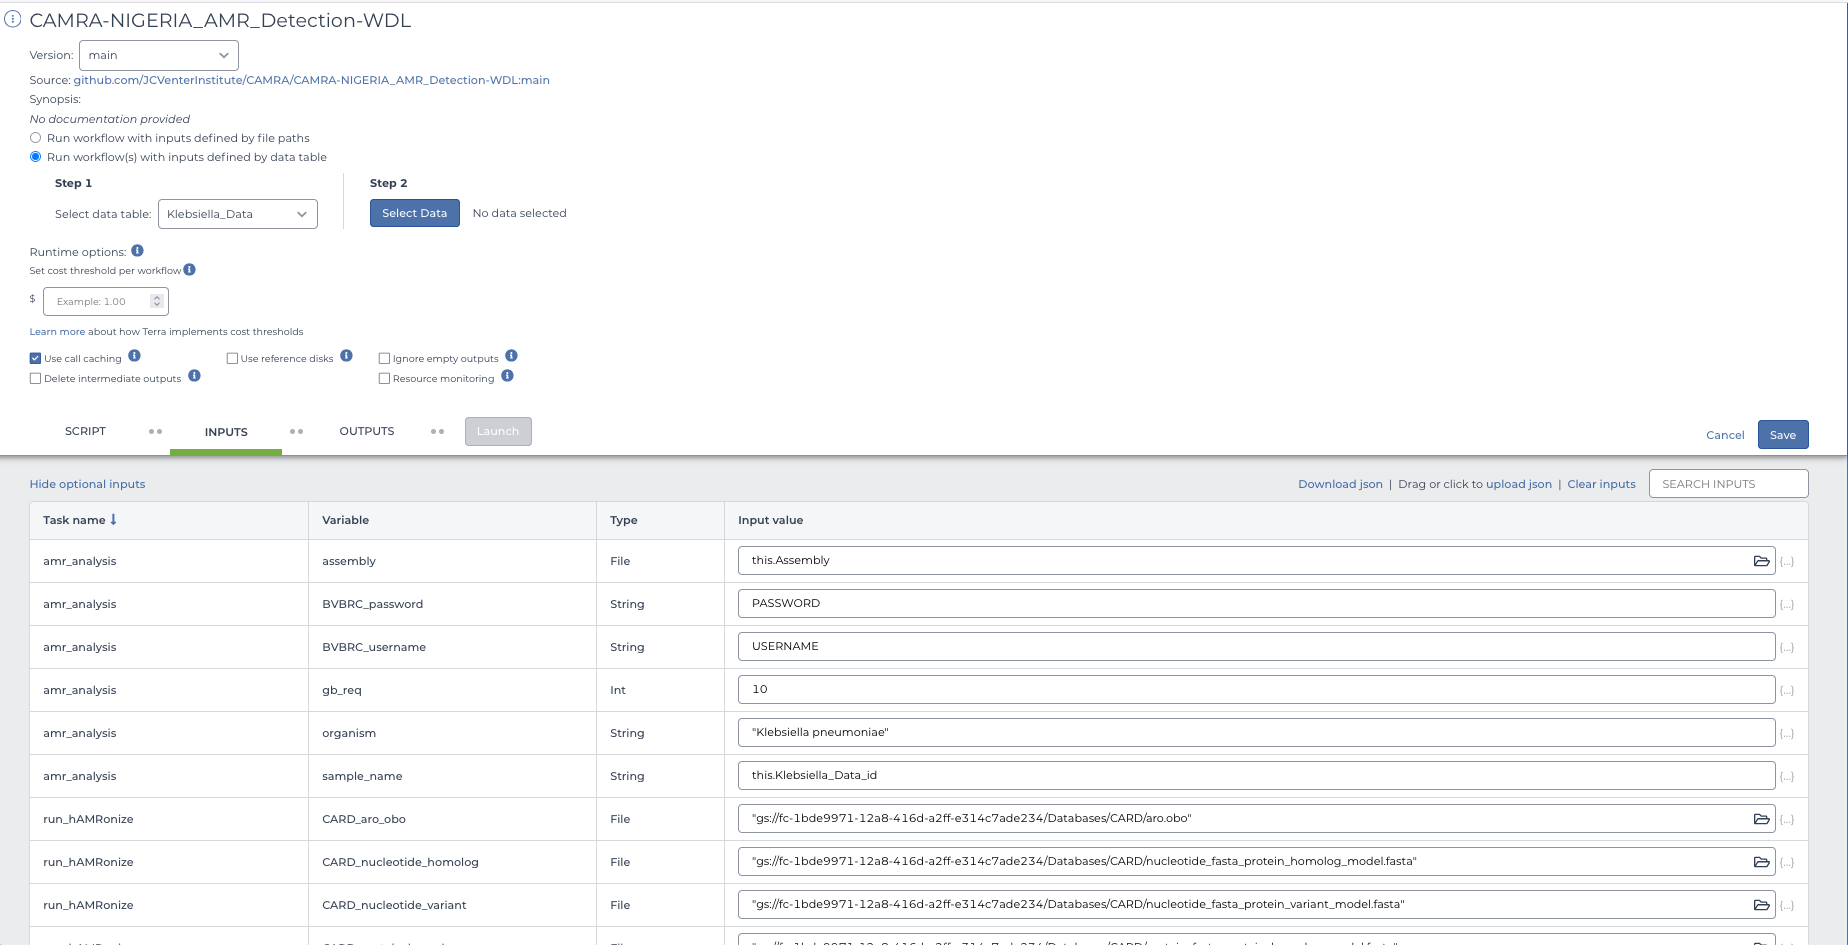 CAMRA-NIGERIA_AMR_Detection-WDL
Version: main
Source: github.com/JCVenterInstitute/CAMRA/CAMRA-NIGERIA_AMR_Detection-WDL:main
Synopsis:
No documentation provided
Run workflow with inputs defined by file paths
Run workflow(s) with inputs defined by data table
Step 1 Step 2
Select data table: Klebsiella_Data Select Data No data selected
Runtime options:
Set cost threshold per workflow
$ Example: 1.00
Learn more about how Terra implements cost thresholds
Use call caching Use reference disks Ignore empty outputs
Delete intermediate outputs Resource monitoring
SCRIPT INPUTS OUTPUTS Launch Cancel Save
Hide optional inputs Download json | Drag or click to upload json | Clear inputs SEARCH INPUTS
Task name Variable Type Input value
amr_analysis assembly File this.Assembly {...}
amr_analysis BVBRC_password String PASSWORD {...}
amr_analysis BVBRC_username String USERNAME {...}
amr_analysis gb_req Int 10 {...}
amr_analysis organism String "Klebsiella pneumoniae" {...}
amr_analysis sample_name String this.Klebsiella_Data_id {...}
run_hAMRonize CARD_aro_obo File "gs://fc-1bde9971-12a8-416d-a2ff-e314c7ade234/Databases/CARD/aro.obo" {...}
run_hAMRonize CARD_nucleotide_homolog File "gs://fc-1bde9971-12a8-416d-a2ff-e314c7ade234/Databases/CARD/nucleotide_fasta_protein_homolog_model.fasta" {...}
run_hAMRonize CARD_nucleotide_variant File "gs://fc-1bde9971-12a8-416d-a2ff-e314c7ade234/Databases/CARD/nucleotide_fasta_protein_variant_model.fasta" {...}